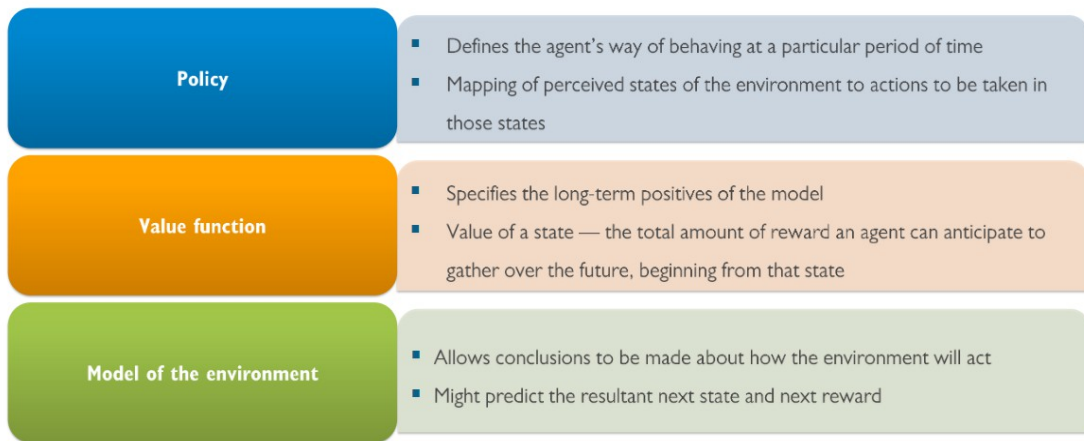 Policy
Defines the agent's way of behaving at a particular period of time
Mapping of perceived states of the environment to actions to be taken in
those states
Value function
Specifies the long-term positives of the model
Value of a state — the total amount of reward an agent can anticipate to
gather over the future, beginning from that state
Model of the environment
Allows conclusions to be made about how the environment will act
Might predict the resultant next state and next reward